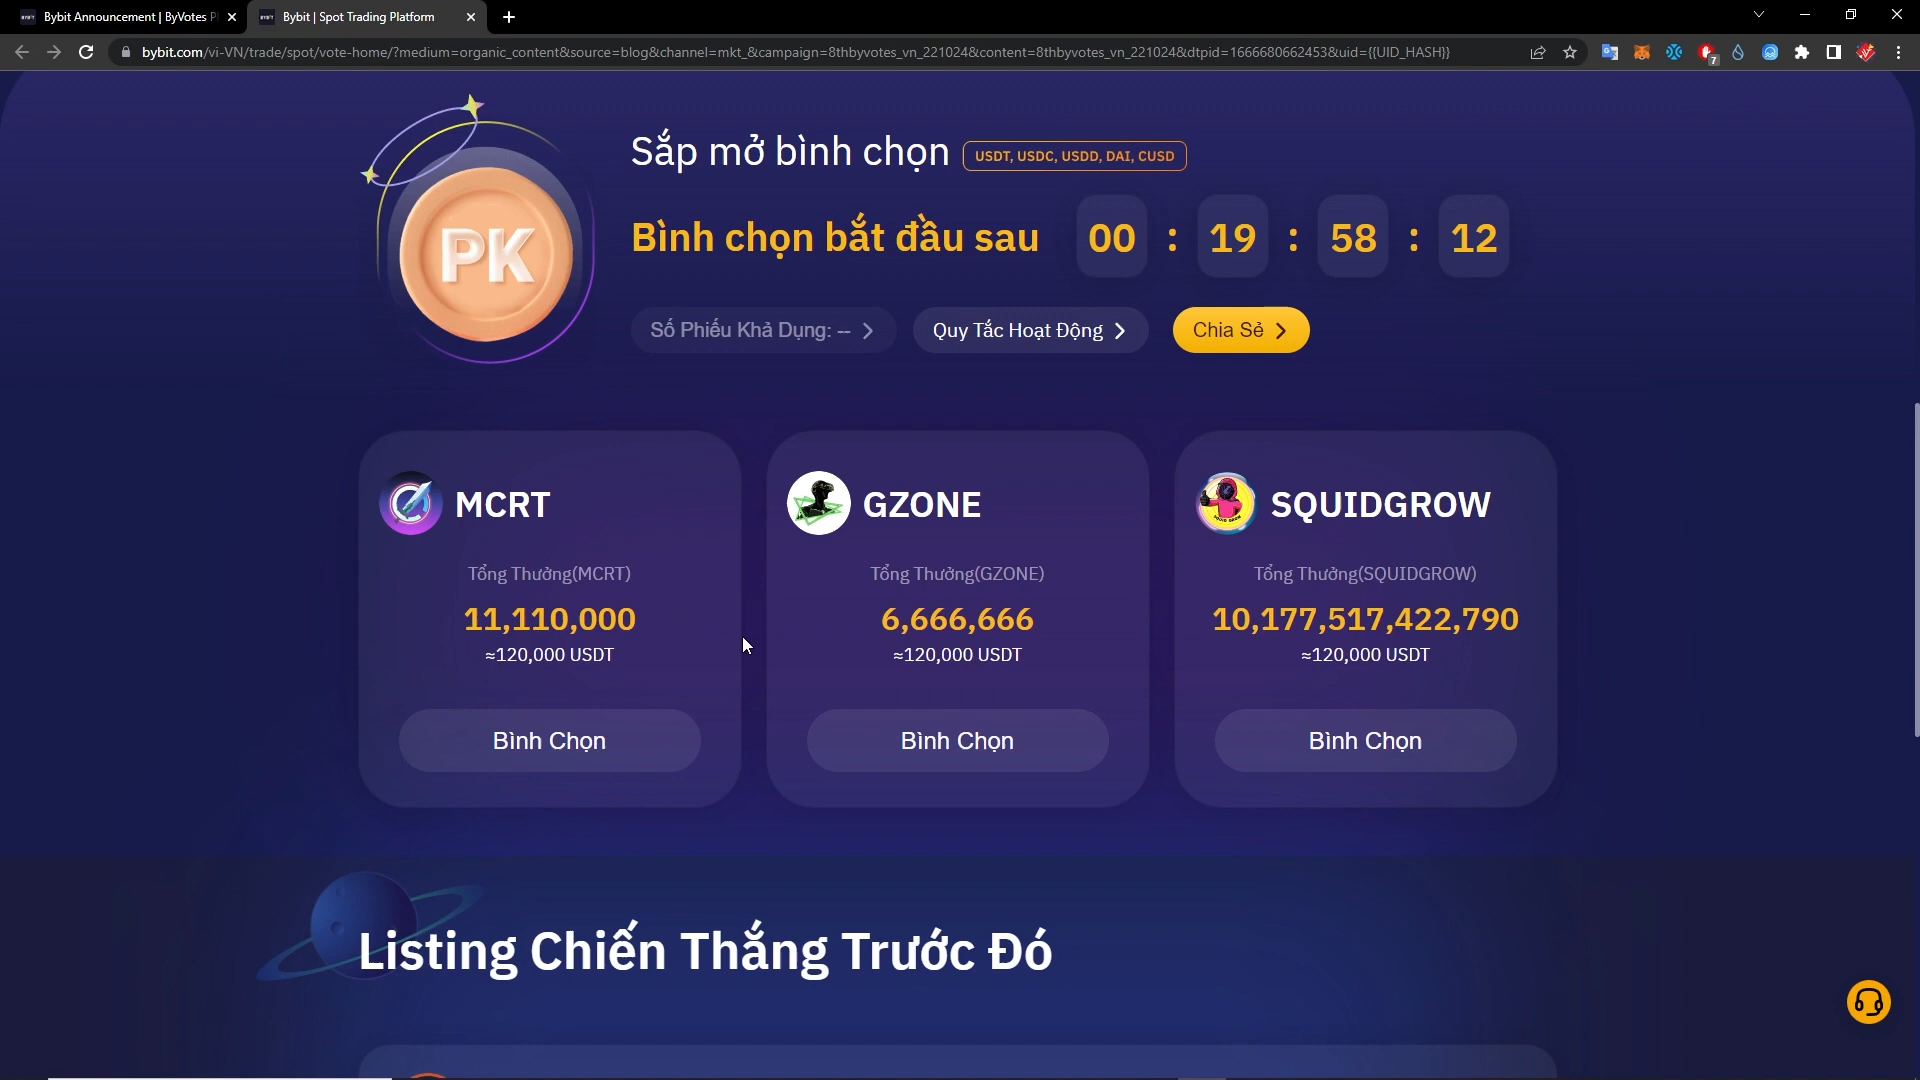 Bybit Announcement | ByVotes P
Bybit | Spot Trading Platform
bybit.com/vi-VN/trade/spot/vote-home/?medium=organic_content&source=blog&channel=mkt_&campaign=8thbyvotes_vn_221024&content=8thbyvotes_vn_221024&dtpid=1666680662453&uid={{UID_HASH}}
7
PK
Sắp mở bình chọn
USDT, USDC, USDD, DAI, CUSD
Bình chọn bắt đầu sau
00 : 19 : 58 : 12
Số Phiếu Khả Dụng: --
Quy Tắc Hoạt Động
Chia Sẻ
MCRT
Tổng Thưởng(MCRT)
11,110,000
≈120,000 USDT
Bình Chọn
GZONE
Tổng Thưởng(GZONE)
6,666,666
≈120,000 USDT
Bình Chọn
SQUIDGROW
Tổng Thưởng(SQUIDGROW)
10,177,517,422,790
≈120,000 USDT
Bình Chọn
Listing Chiến Thắng Trước Đó